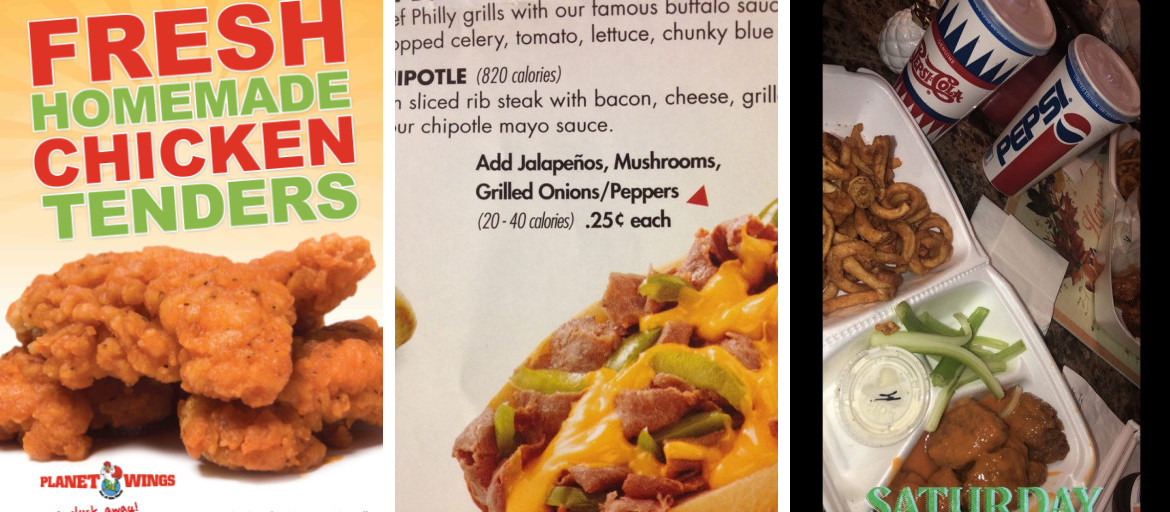 FRESH
HOMEMADE
CHICKEN
TENDERS
PLANET WINGS
away!
ef Philly grills with our famous buffalo sauc
opped celery, tomato, lettuce, chunky blue
IPOTLE (820 calories)
n sliced rib steak with bacon, cheese, grill
ur chipotle mayo sauce.
Add Jalapeños, Mushrooms,
Grilled Onions/Peppers
(20 - 40 calories) .25¢ each
Pepsi-Cola
PEPSI
SATURDAY